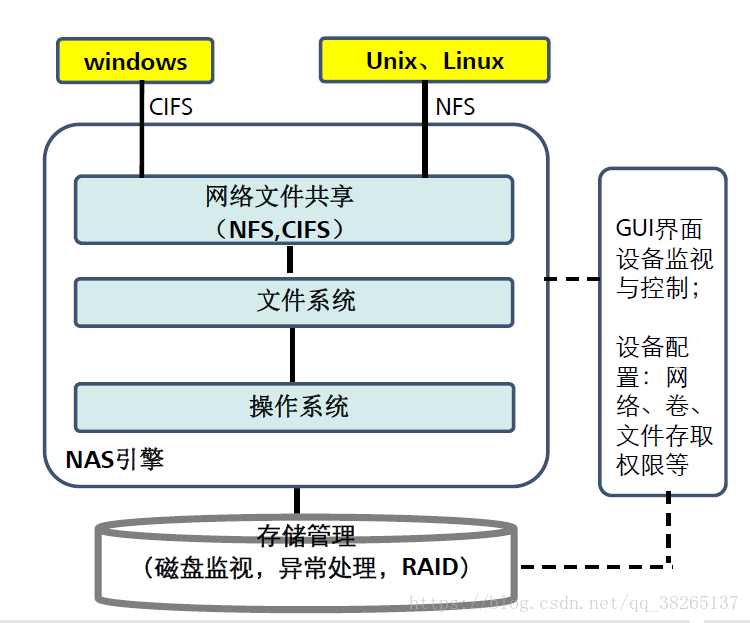 windows
Unix、Linux
CIFS
NFS
网络文件共享
（NFS,CIFS）
文件系统
操作系统
NAS引擎
GUI界面
设备监视
与控制；
设备配
置：网
络、卷、
文件存取
权限等
存储管理
（磁盘监视，异常处理，RAID）
https://blog.csdn.net/qq_38265137